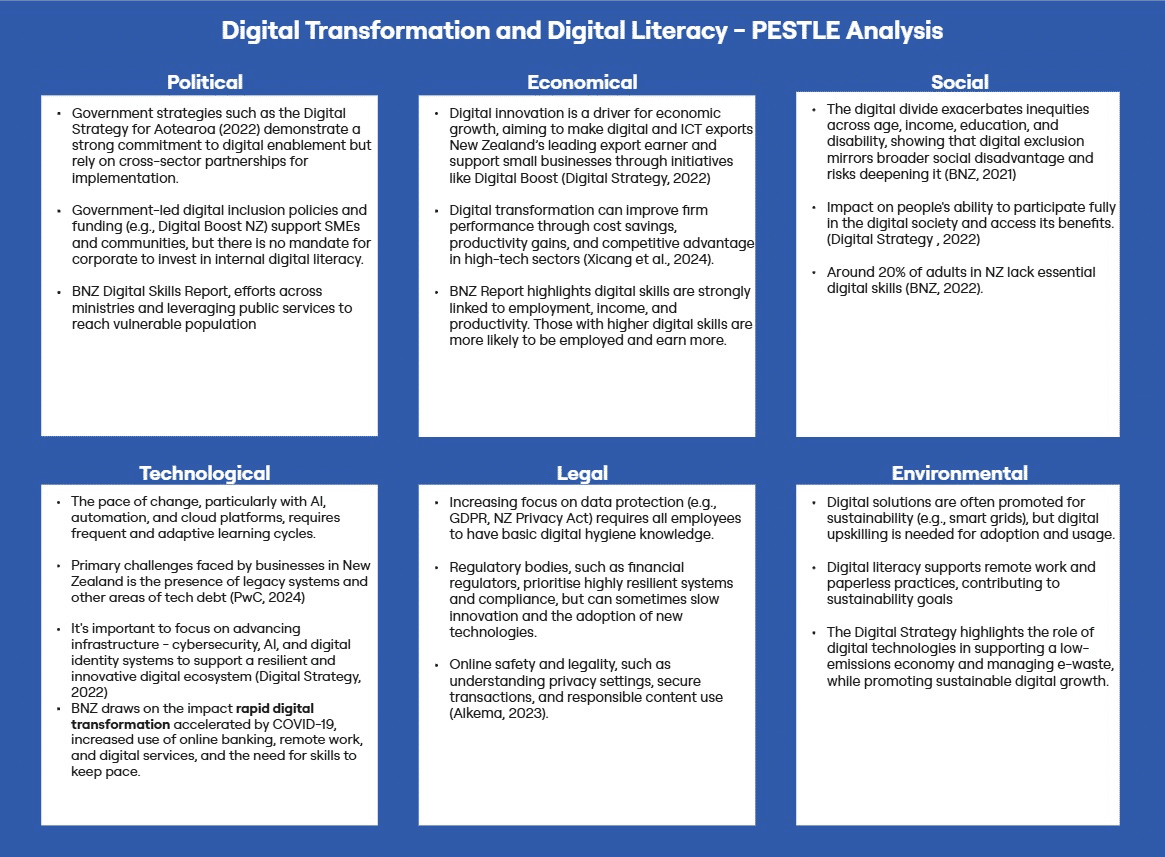 Digital Transformation and Digital Literacy – PESTLE Analysis
Political
• Government strategies such as the Digital
Strategy for Aotearoa (2022) demonstrate a
strong commitment to digital enablement but
rely on cross-sector partnerships for
implementation.
• Government-led digital inclusion policies and
funding (e.g., Digital Boost NZ) support SMEs
and communities, but there is no mandate for
corporate to invest in internal digital literacy.
• BNZ Digital Skills Report, efforts across
ministries and leveraging public services to
reach vulnerable population
Economical
• Digital innovation is a driver for economic
growth, aiming to make digital and ICT exports
New Zealand's leading export earner and
support small businesses through initiatives
like Digital Boost (Digital Strategy, 2022)
• Digital transformation can improve firm
performance through cost savings,
productivity gains, and competitive advantage
in high-tech sectors (Xicang et al., 2024).
• BNZ Report highlights digital skills are strongly
linked to employment, income, and
productivity. Those with higher digital skills are
more likely to be employed and earn more.
Social
• The digital divide exacerbates inequities
across age, income, education, and
disability, showing that digital exclusion
mirrors broader social disadvantage and
risks deepening it (BNZ, 2021)
• Impact on people's ability to participate fully
in the digital society and access its benefits.
(Digital Strategy , 2022)
• Around 20% of adults in NZ lack essential
digital skills (BNZ, 2022).
Technological
• The pace of change, particularly with AI,
automation, and cloud platforms, requires
frequent and adaptive learning cycles.
• Primary challenges faced by businesses in New
Zealand is the presence of legacy systems and
other areas of tech debt (PwC, 2024)
• It's important to focus on advancing
infrastructure – cybersecurity, AI, and digital
identity systems to support a resilient and
innovative digital ecosystem (Digital Strategy,
2022)
• BNZ draws on the impact rapid digital
transformation accelerated by COVID-19,
increased use of online banking, remote work,
and digital services, and the need for skills to
keep pace.
Legal
• Increasing focus on data protection (e.g.,
GDPR, NZ Privacy Act) requires all employees
to have basic digital hygiene knowledge.
• Regulatory bodies, such as financial
regulators, prioritise highly resilient systems
and compliance, but can sometimes slow
innovation and the adoption of new
technologies.
• Online safety and legality, such as
understanding privacy settings, secure
transactions, and responsible content use
(Alkema, 2023).
Environmental
• Digital solutions are often promoted for
sustainability (e.g., smart grids), but digital
upskilling is needed for adoption and usage.
• Digital literacy supports remote work and
paperless practices, contributing to
sustainability goals
• The Digital Strategy highlights the role of
digital technologies in supporting a low-
emissions economy and managing e-waste,
while promoting sustainable digital growth.